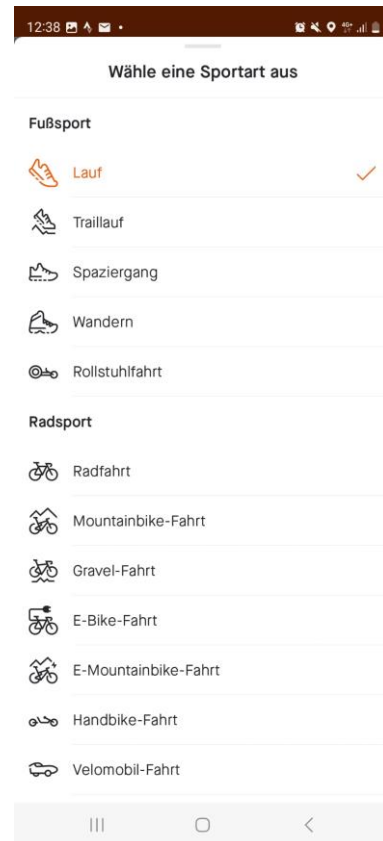 12:38
Wähle eine Sportart aus
Fußsport
Lauf
Traillauf
Spaziergang
Wandern
Rollstuhlfahrt
Radsport
Radfahrt
Mountainbike-Fahrt
Gravel-Fahrt
E-Bike-Fahrt
E-Mountainbike-Fahrt
Handbike-Fahrt
Velomobil-Fahrt